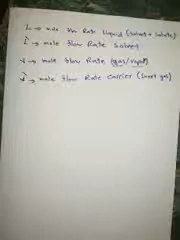 L → mole flow Rate Liquid (Solvent + Solute)
L̄ → mole flow Rate Solvent
→ mole flow Rate (gas/vapor)
→ mole flow Rate Carrier (inert gas)